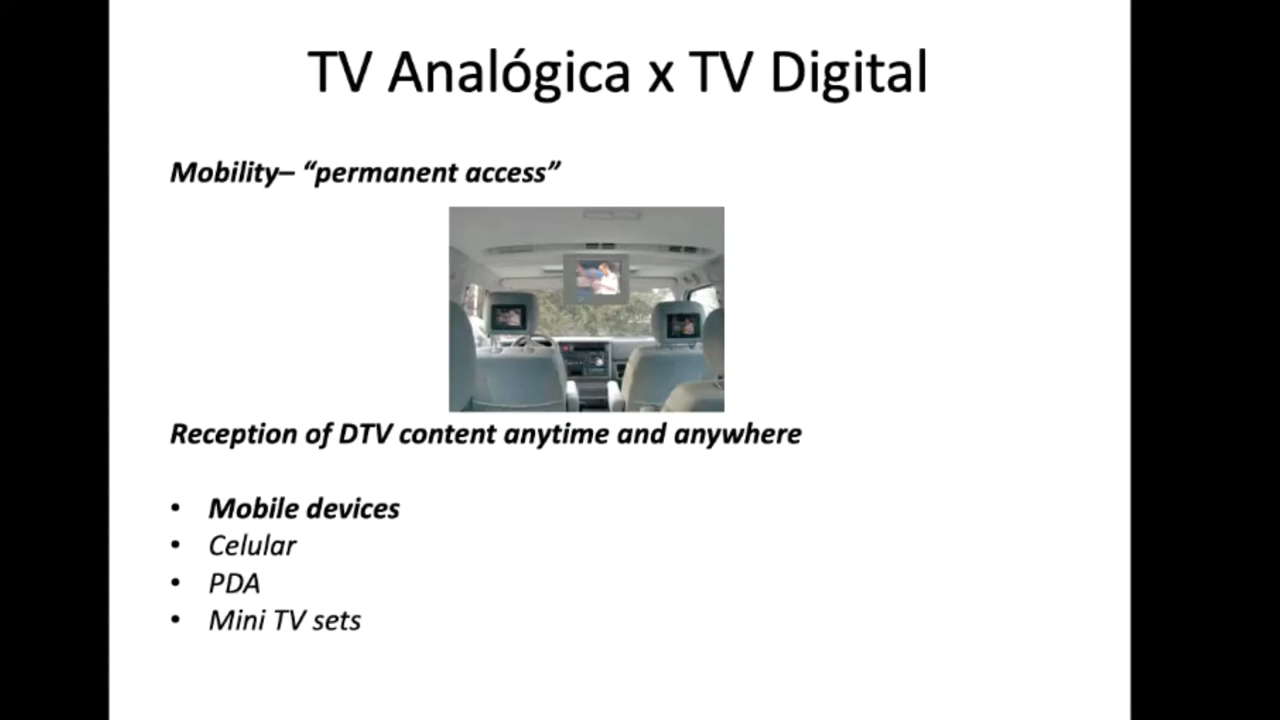 TV Analógica x TV Digital
Mobility– “permanent access”
Reception of DTV content anytime and anywhere
• Mobile devices
• Celular
• PDA
• Mini TV sets